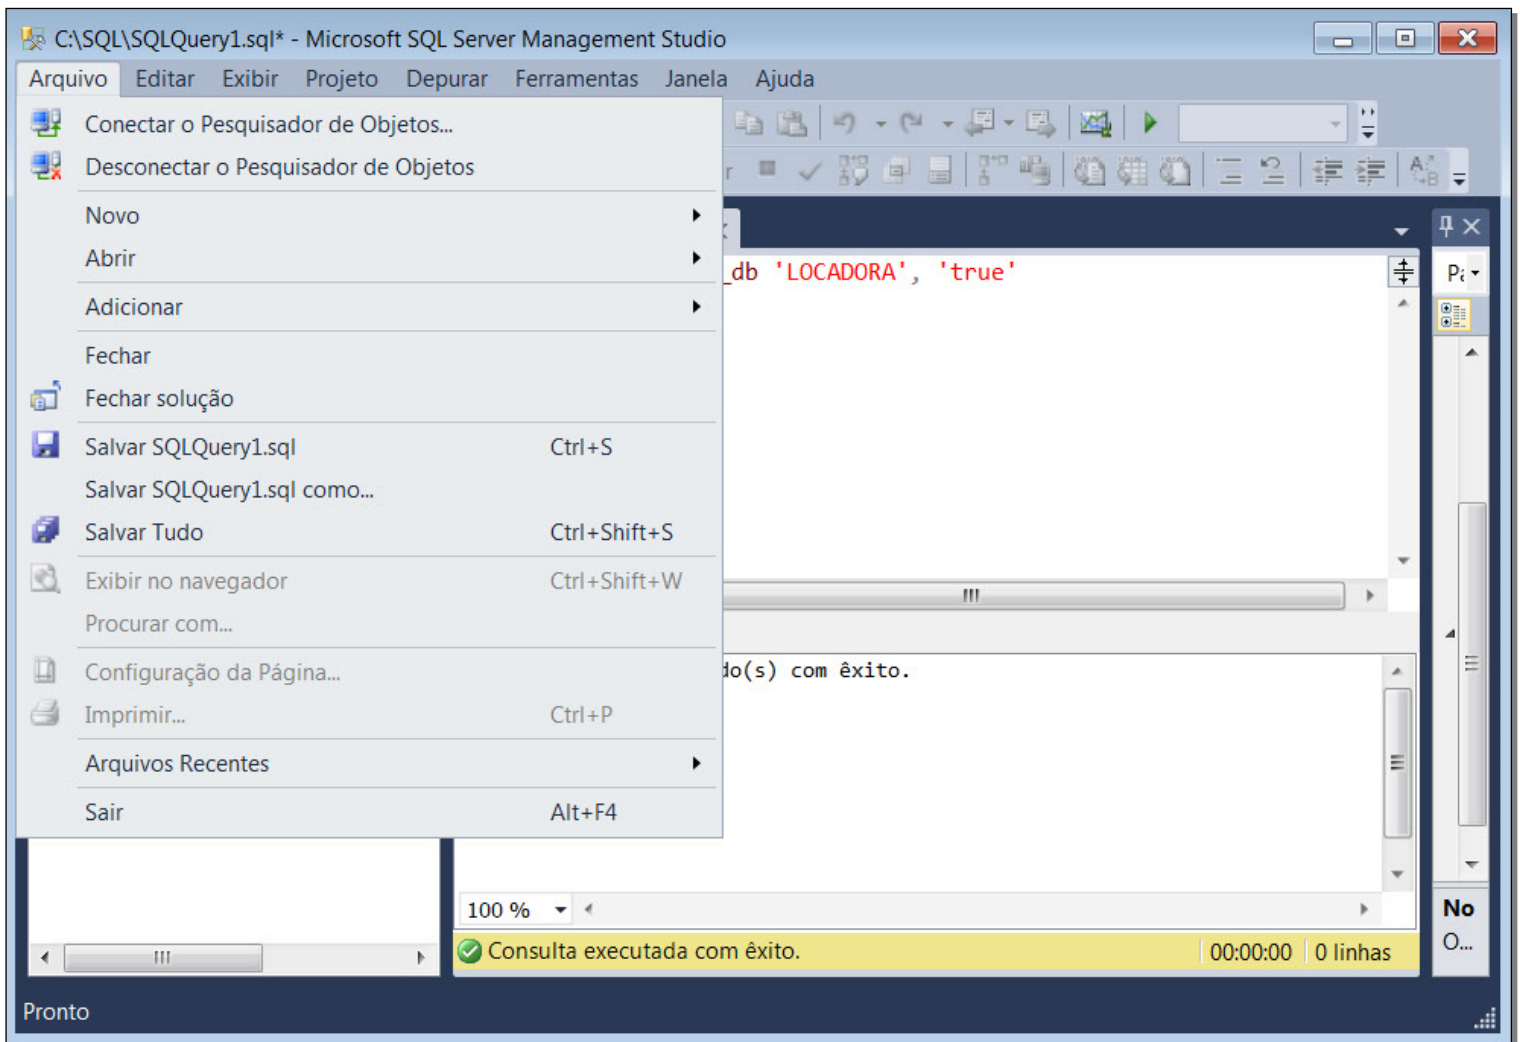 C:\SQL\SQLQuery1.sql* - Microsoft SQL Server Management Studio
Arquivo Editar Exibir Projeto Depurar Ferramentas Janela Ajuda
Conectar o Pesquisador de Objetos...
Desconectar o Pesquisador de Objetos
Novo
Abrir
_db 'LOCADORA', 'true'
Adicionar
Fechar
Fechar solução
Salvar SQLQuery1.sql Ctrl+S
Salvar SQLQuery1.sql como...
Salvar Tudo Ctrl+Shift+S
Exibir no navegador Ctrl+Shift+W
Procurar com...
Configuração da Página...
do(s) com êxito.
Imprimir... Ctrl+P
Arquivos Recentes
Sair Alt+F4
100 %
No
Consulta executada com êxito. 00:00:00 0 linhas
O...
Pronto